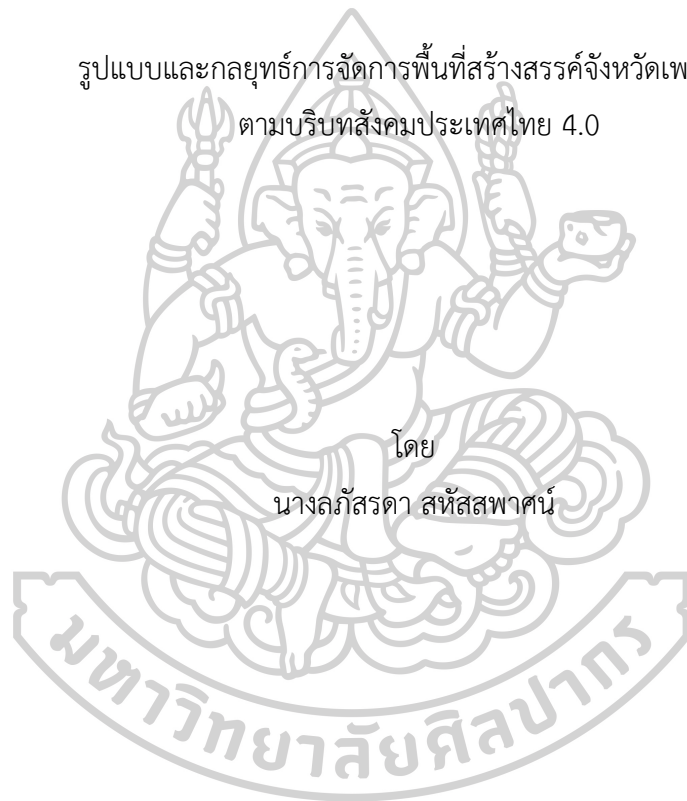 รูปแบบและกลยุทธ์การจัดการพื้นที่สร้างสรรค์จังหวัดเพ
ตามบริบทสังคมประเทศไทย 4.0
โดย
นางลภัสรดา สหัสสพาศน์
มหาวิทยาลัยศิลปากร